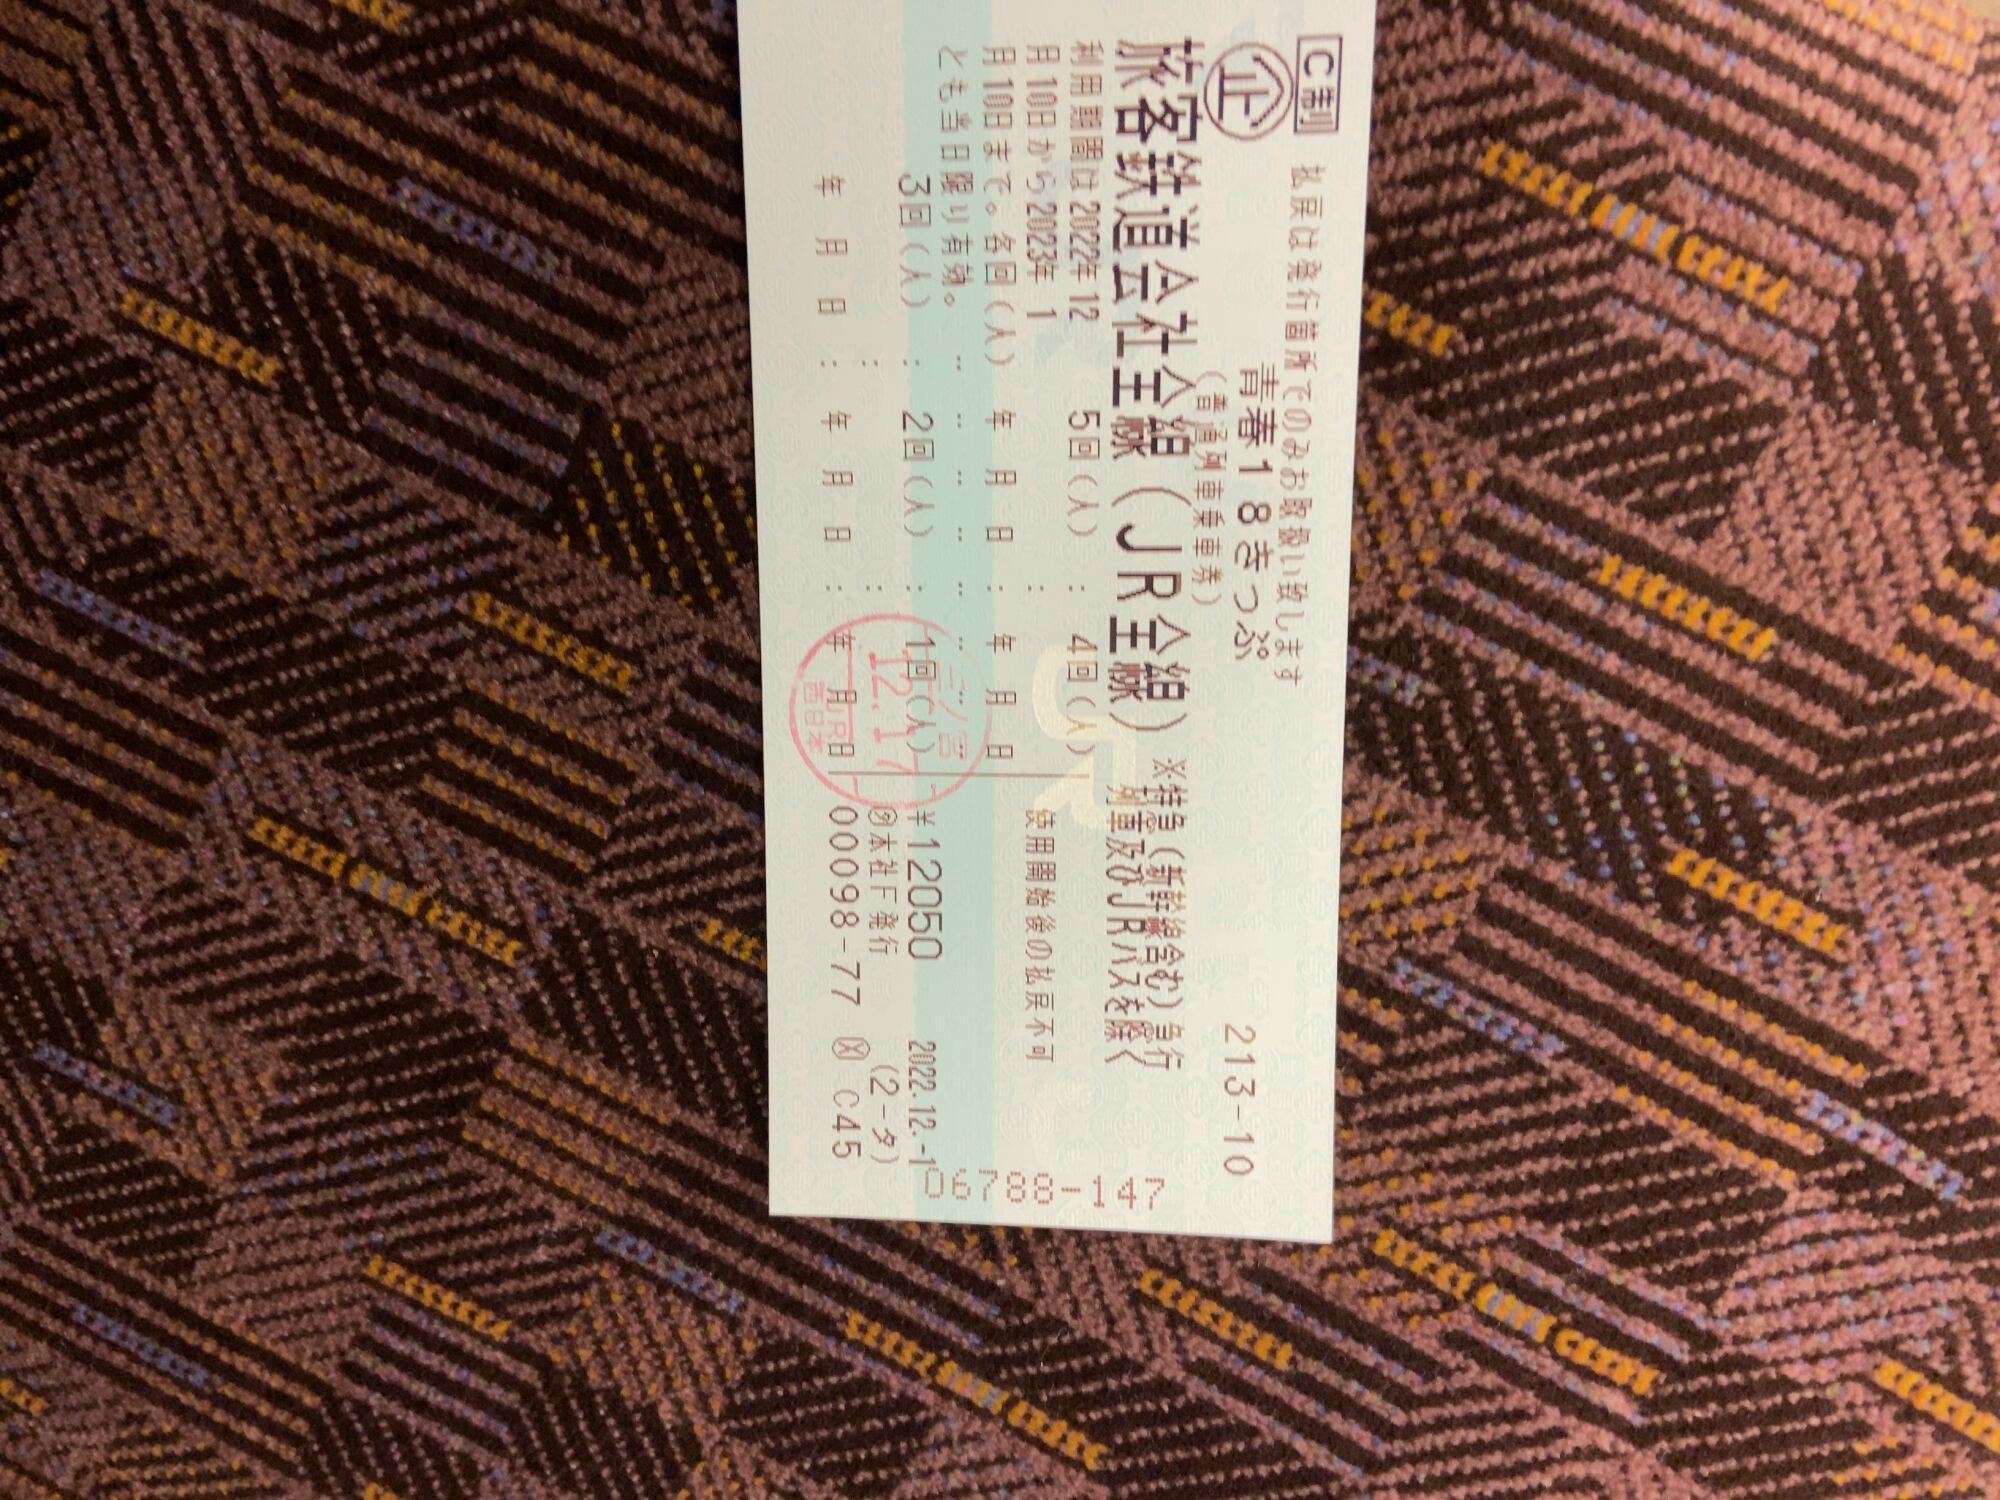 C制 払戻は発行箇所でのみお取扱い致します
企 青春18きっぷ 213-10
(普通列車乗車券)
旅客鉄道会社全線(JR全線) ※特急(新幹線含む)急行
列車及びJRバスを除く
利用期間は2022年12 5回(人) : 4回(人)
月10日から2023年 1 : 使用開始後の払戻不可
月10日まで。各回(人) 年 月 日 : 年 月 日
とも当日限り有効。
3回(人) : 2回(人) : 1回(人) ¥12050 2022.12.-1
: : 内本社F発行 (2-タ)
年 月 日 : 年 月 日 : 年 月 日 00098-77 X C45
06788-147
三ノ宮
12.17
JR
西日本
JR